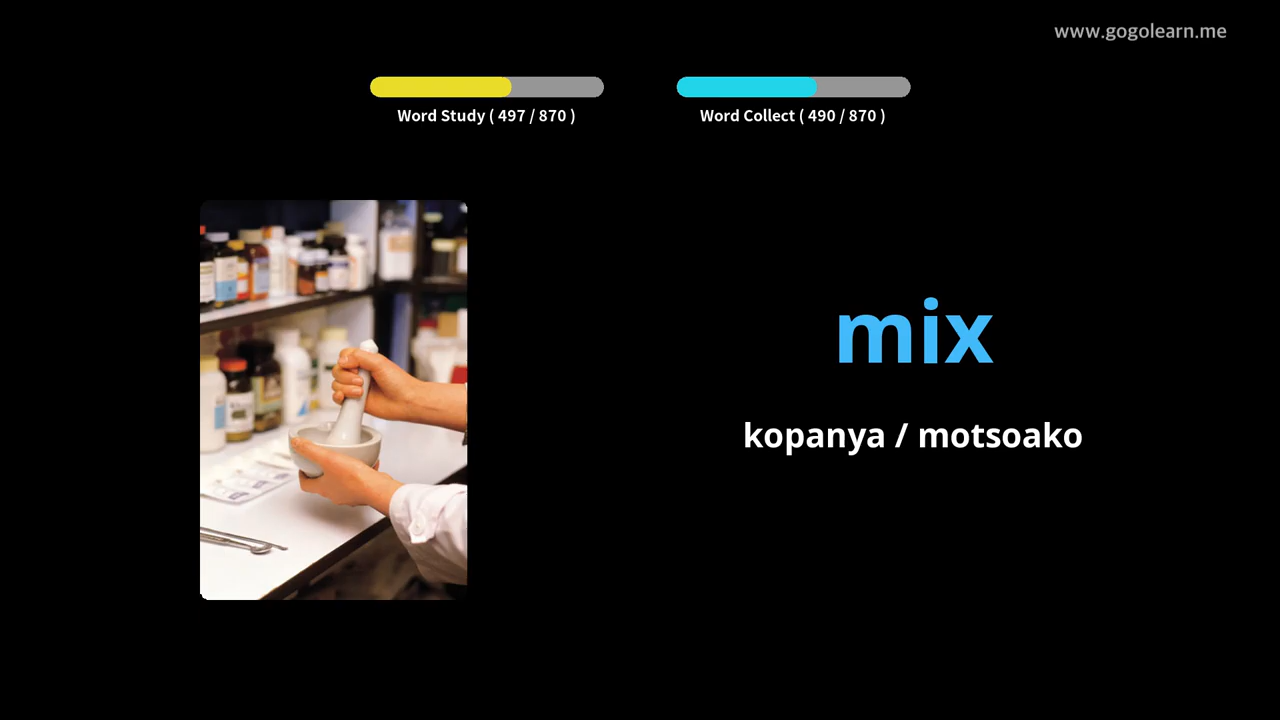 www.gogolearn.me
Word Study ( 497 / 870 )
Word Collect ( 490 / 870 )
mix
kopanya / motsoako